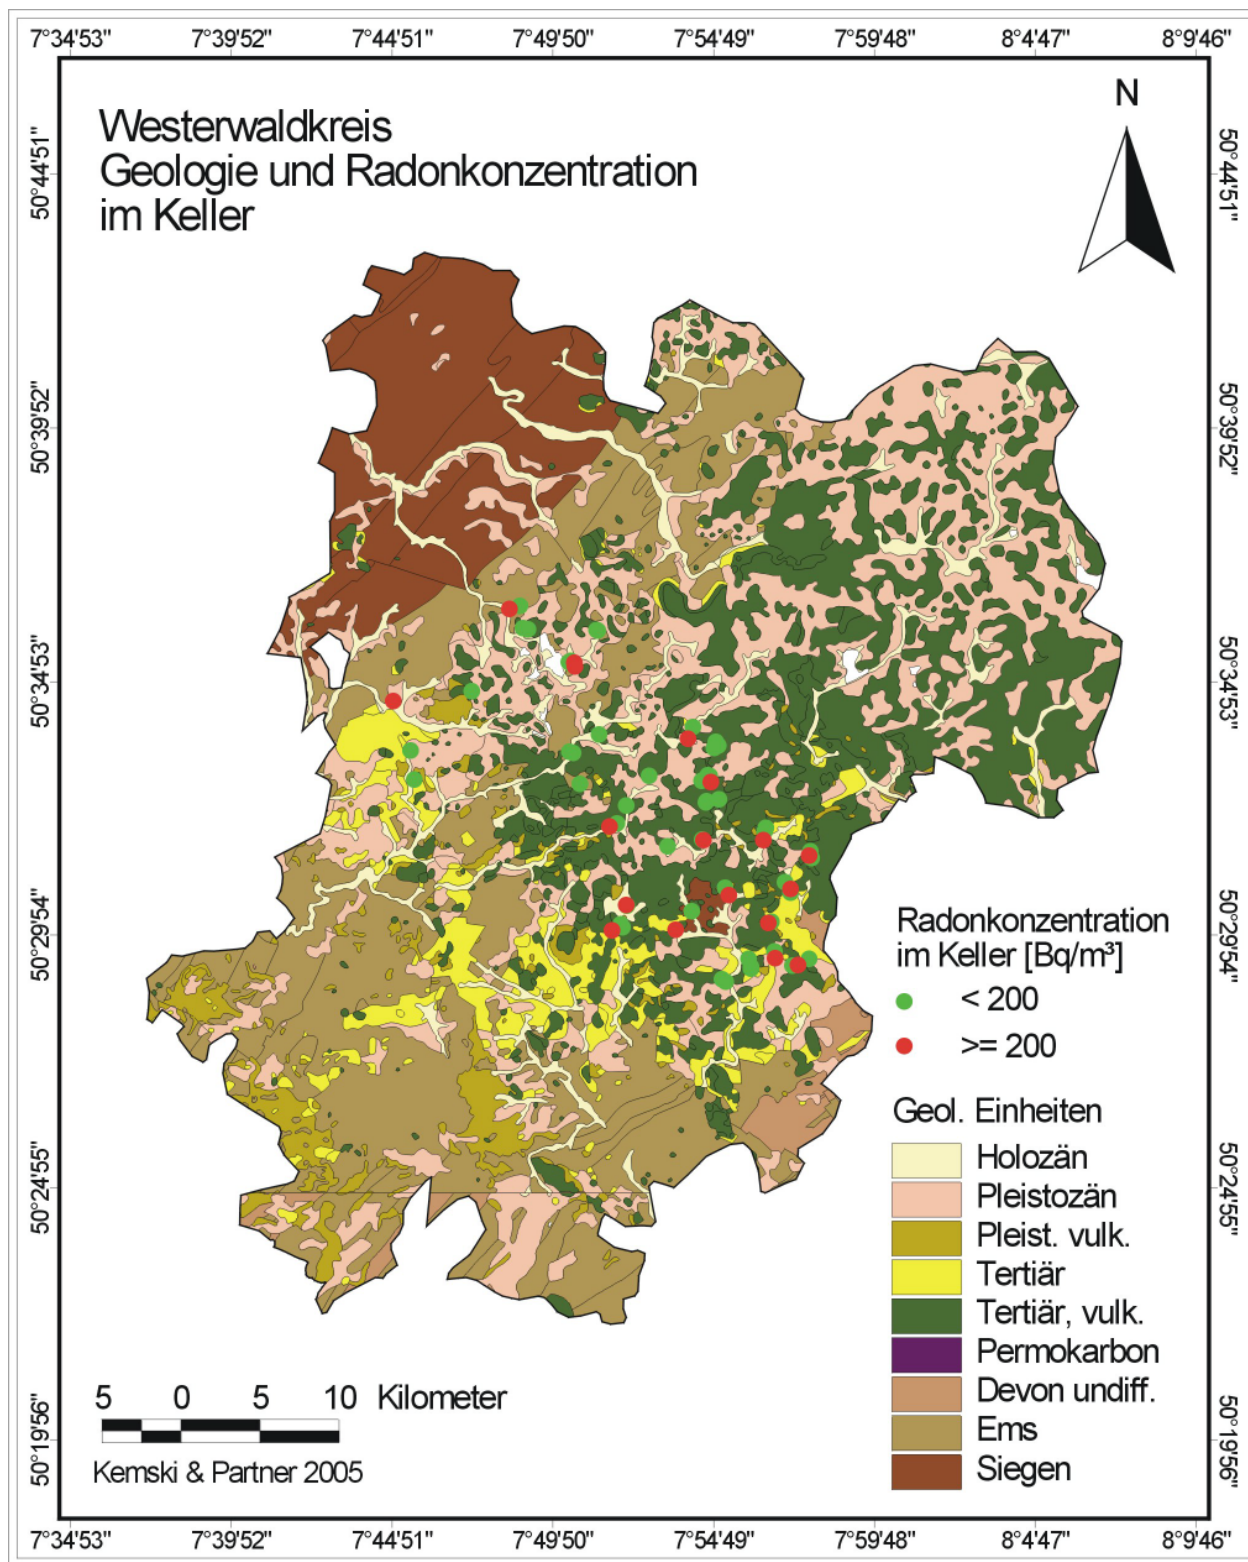 7°34'53" 7°39'52" 7°44'51" 7°49'50" 7°54'49" 7°59'48" 8°4'47" 8°9'46"
Westerwaldkreis
Geologie und Radonkonzentration
im Keller
N
50°44'51" 50°44'51"
50°39'52" 50°39'52"
50°34'53" 50°34'53"
50°29'54" 50°29'54"
Radonkonzentration
im Keller [Bq/m³]
< 200
>= 200
Geol. Einheiten
Holozän
Pleistozän
Pleist. vulk.
Tertiär
Tertiär, vulk.
Permokarbon
Devon undiff.
Ems
Siegen
50°24'55" 50°24'55"
5 0 5 10 Kilometer
50°19'56" 50°19'56"
Kemski & Partner 2005
7°34'53" 7°39'52" 7°44'51" 7°49'50" 7°54'49" 7°59'48" 8°4'47" 8°9'46"